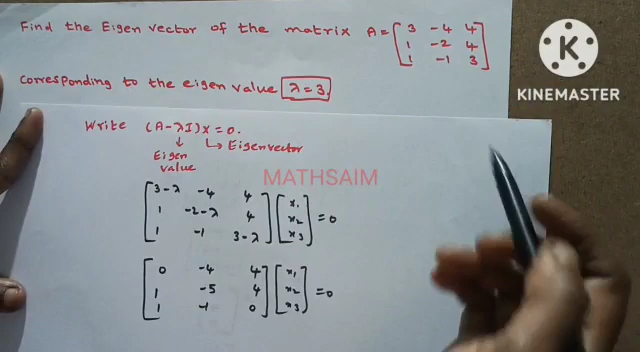 Find the Eigen vector of the matrix A = [ 3 -4 4
1 -2 4
1 -1 3 ]
Corresponding to the eigen value λ=3.
KINEMASTER
Write (A-λI)x=0.
↓ ↳ Eigenvector
Eigen
value
MATHSAIM
[ 3-λ -4 4 ] [ x1 ]
[ 1 -2-λ 4 ] [ x2 ] =0
[ 1 -1 3-λ ] [ x3 ]
[ 0 -4 4 ] [ x1 ]
[ 1 -5 4 ] [ x2 ] =0
[ 1 -1 0 ] [ x3 ]